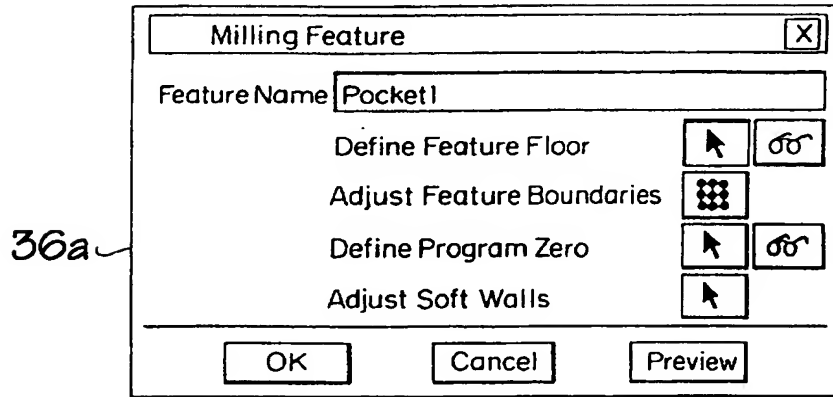 Milling Feature X
Feature Name Pocket1
Define Feature Floor
Adjust Feature Boundaries
36a
Define Program Zero
Adjust Soft Walls
OK Cancel Preview